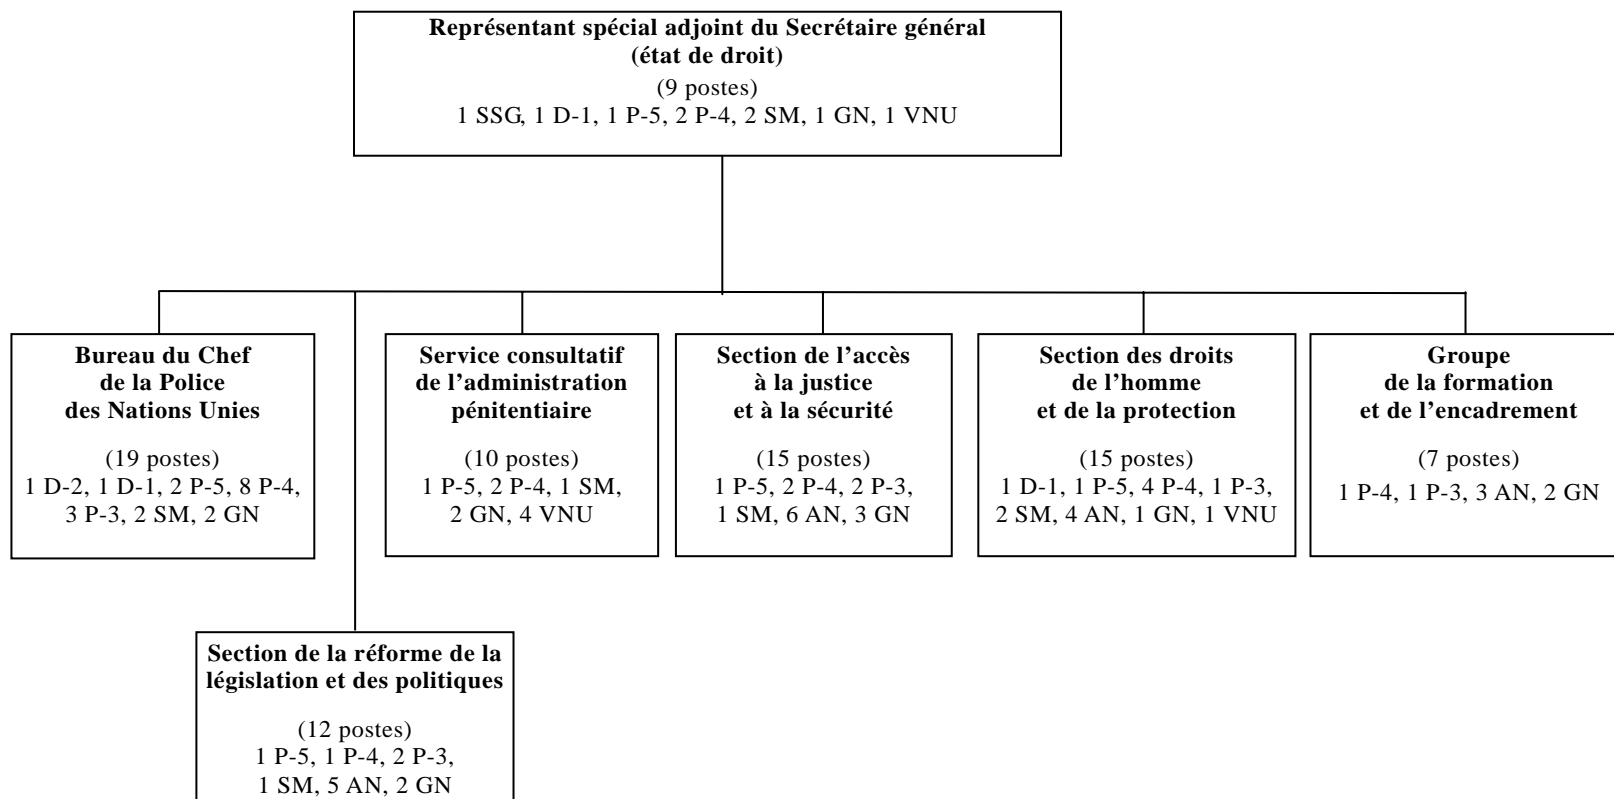 Représentant spécial adjoint du Secrétaire général
(état de droit)
(9 postes)
1 SSG, 1 D-1, 1 P-5, 2 P-4, 2 SM, 1 GN, 1 VNU
Bureau du Chef
de la Police
des Nations Unies
(19 postes)
1 D-2, 1 D-1, 2 P-5, 8 P-4,
3 P-3, 2 SM, 2 GN
Service consultatif
de l’administration
pénitentiaire
(10 postes)
1 P-5, 2 P-4, 1 SM,
2 GN, 4 VNU
Section de l’accès
à la justice
et à la sécurité
(15 postes)
1 P-5, 2 P-4, 2 P-3,
1 SM, 6 AN, 3 GN
Section des droits
de l’homme
et de la protection
(15 postes)
1 D-1, 1 P-5, 4 P-4, 1 P-3,
2 SM, 4 AN, 1 GN, 1 VNU
Groupe
de la formation
et de l’encadrement
(7 postes)
1 P-4, 1 P-3, 3 AN, 2 GN
Section de la réforme de la
législation et des politiques
(12 postes)
1 P-5, 1 P-4, 2 P-3,
1 SM, 5 AN, 2 GN